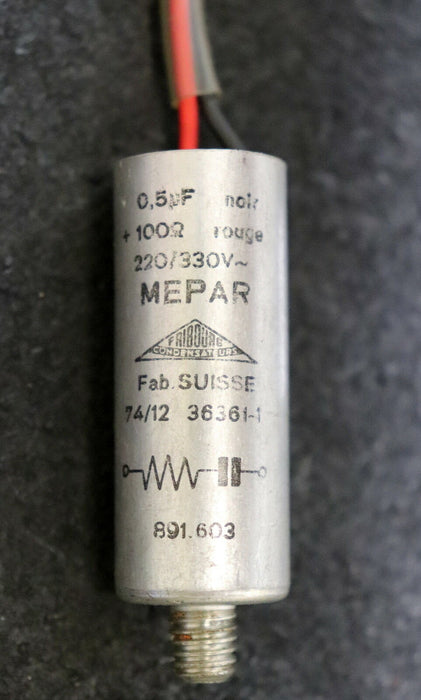 0,5µF noir
+ 100Ω rouge
220/330V~
MEPAR
FRIBOURG
CONDENSATEURS
Fab. SUISSE
74/12 36361-1
891.603